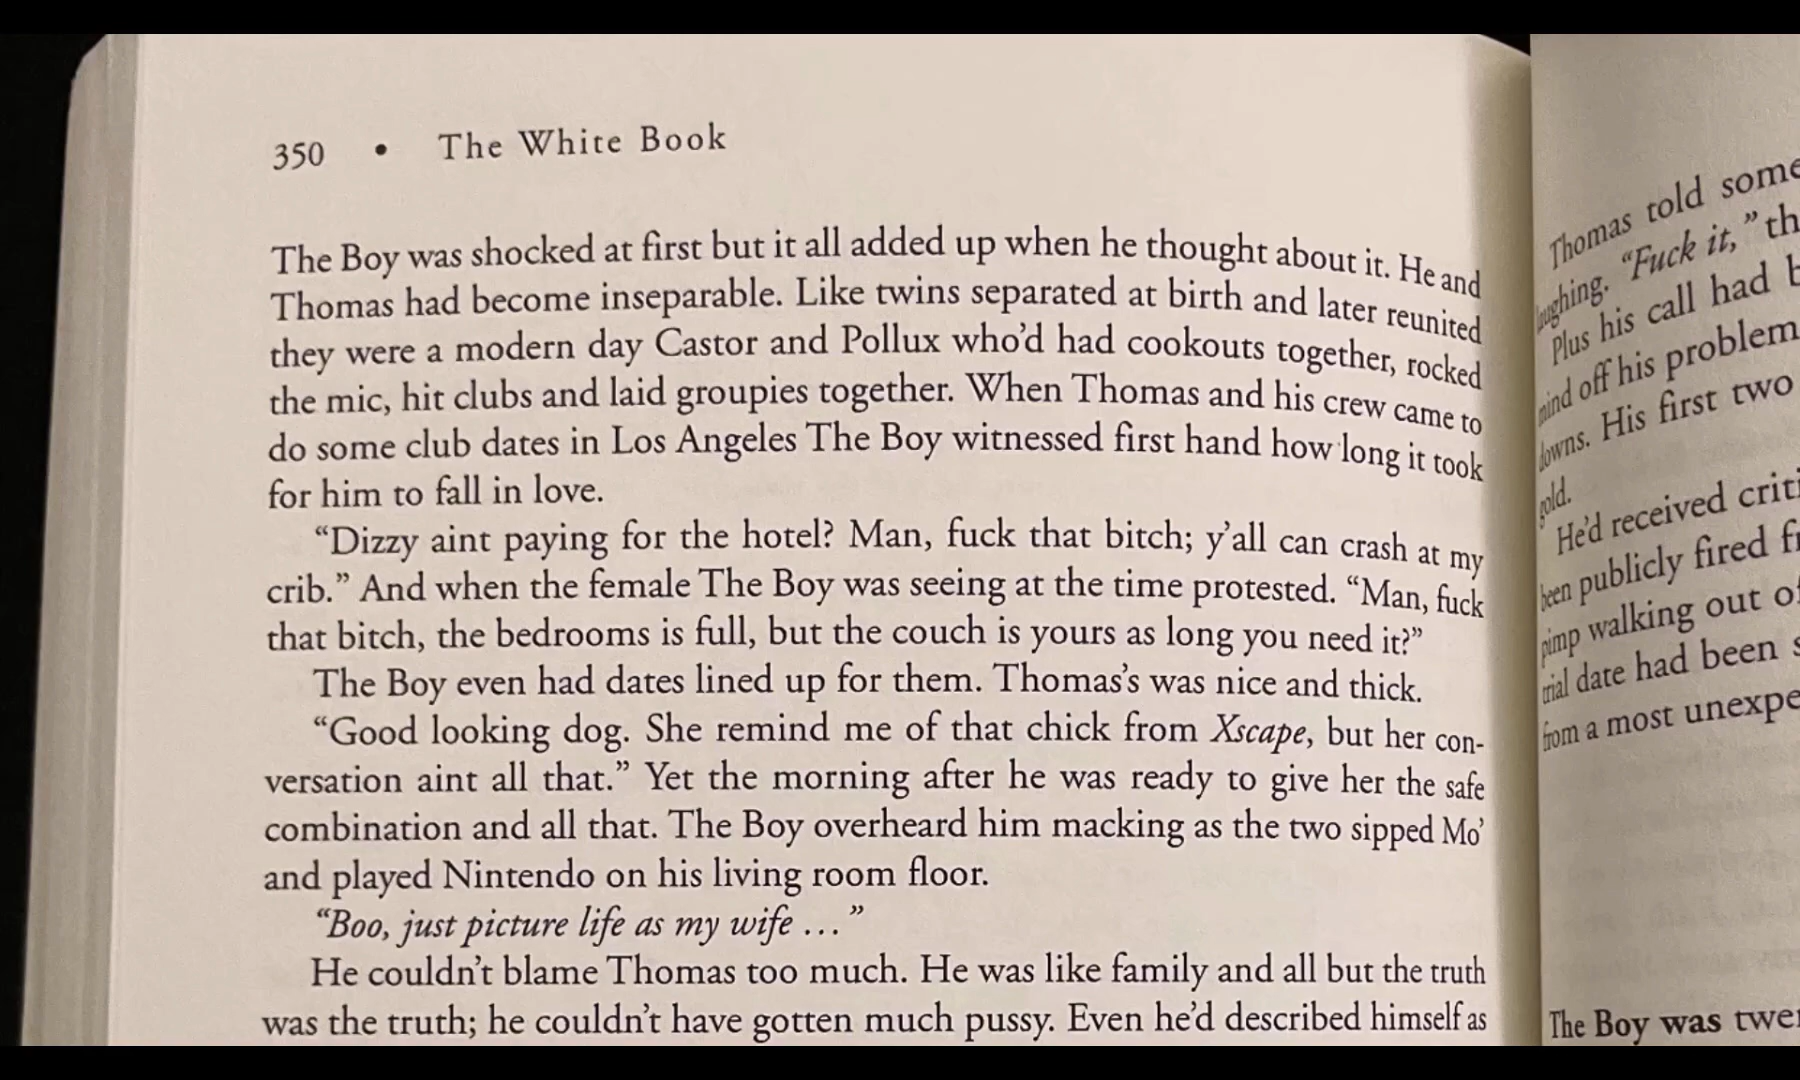 350 • The White Book
The Boy was shocked at first but it all added up when he thought about it. He and
Thomas had become inseparable. Like twins separated at birth and later reunited
they were a modern day Castor and Pollux who’d had cookouts together, rocked
the mic, hit clubs and laid groupies together. When Thomas and his crew came to
do some club dates in Los Angeles The Boy witnessed first hand how long it took
for him to fall in love.
“Dizzy aint paying for the hotel? Man, fuck that bitch; y’all can crash at my
crib.” And when the female The Boy was seeing at the time protested. “Man, fuck
that bitch, the bedrooms is full, but the couch is yours as long you need it?”
The Boy even had dates lined up for them. Thomas’s was nice and thick.
“Good looking dog. She remind me of that chick from Xscape, but her con-
versation aint all that.” Yet the morning after he was ready to give her the safe
combination and all that. The Boy overheard him macking as the two sipped Mo’
and played Nintendo on his living room floor.
“Boo, just picture life as my wife …”
He couldn’t blame Thomas too much. He was like family and all but the truth
was the truth; he couldn’t have gotten much pussy. Even he’d described himself as
Thomas told some
laughing. “Fuck it,” th
Plus his call had b
mind off his problem
downs. His first two
gold.
He’d received criti
been publicly fired f
pimp walking out of
trial date had been s
from a most unexpe
The Boy was twe